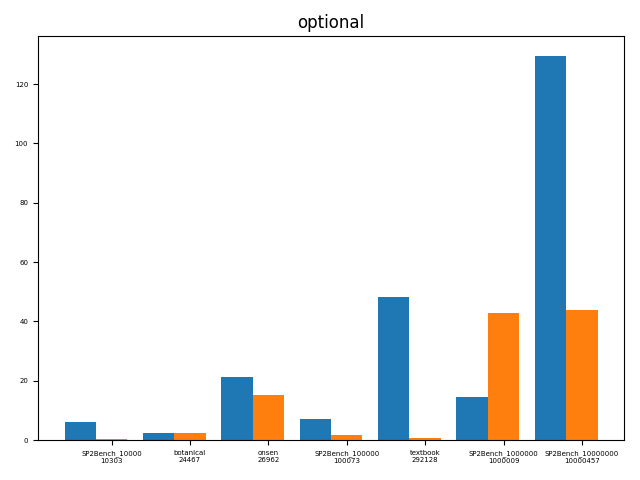 optional
120
100
80
60
40
20
0
SP2Bench_10000 botanical onsen SP2Bench_100000 textbook SP2Bench_1000000 SP2Bench_10000000
10303 24467 26962 100073 292128 1000009 10000457